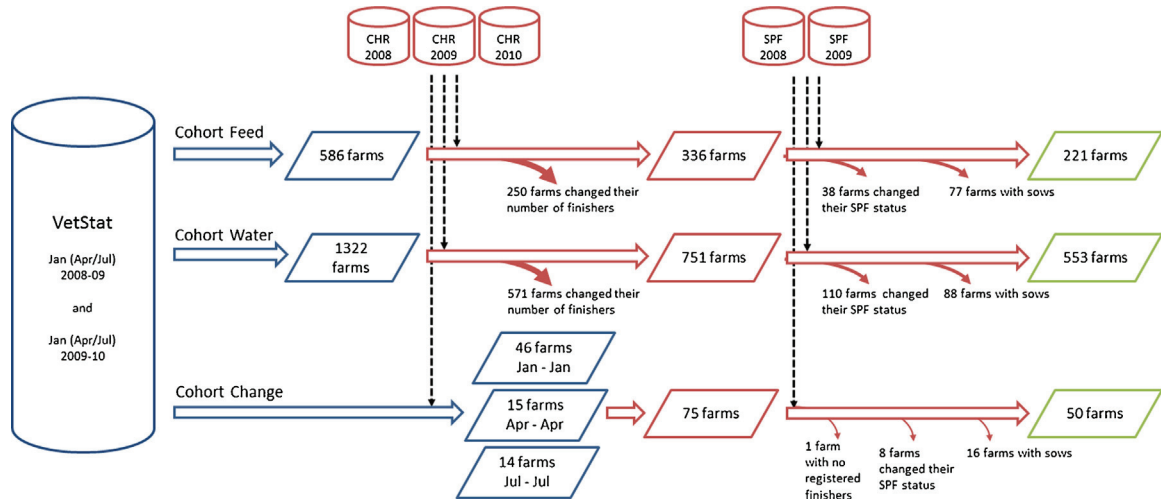 CHR
2008
CHR
2009
CHR
2010
SPF
2008
SPF
2009
Cohort Feed
586 farms
336 farms
221 farms
250 farms changed their
number of finishers
38 farms changed
their SPF status
77 farms with sows
VetStat
Jan (Apr/Jul)
2008-09
and
Jan (Apr/Jul)
2009-10
Cohort Water
1322
farms
751 farms
553 farms
571 farms changed their
number of finishers
110 farms changed
their SPF status
88 farms with sows
Cohort Change
46 farms
Jan - Jan
15 farms
Apr - Apr
14 farms
Jul - Jul
75 farms
50 farms
1 farm
with no
registered
finishers
8 farms
changed their
SPF status
16 farms with sows